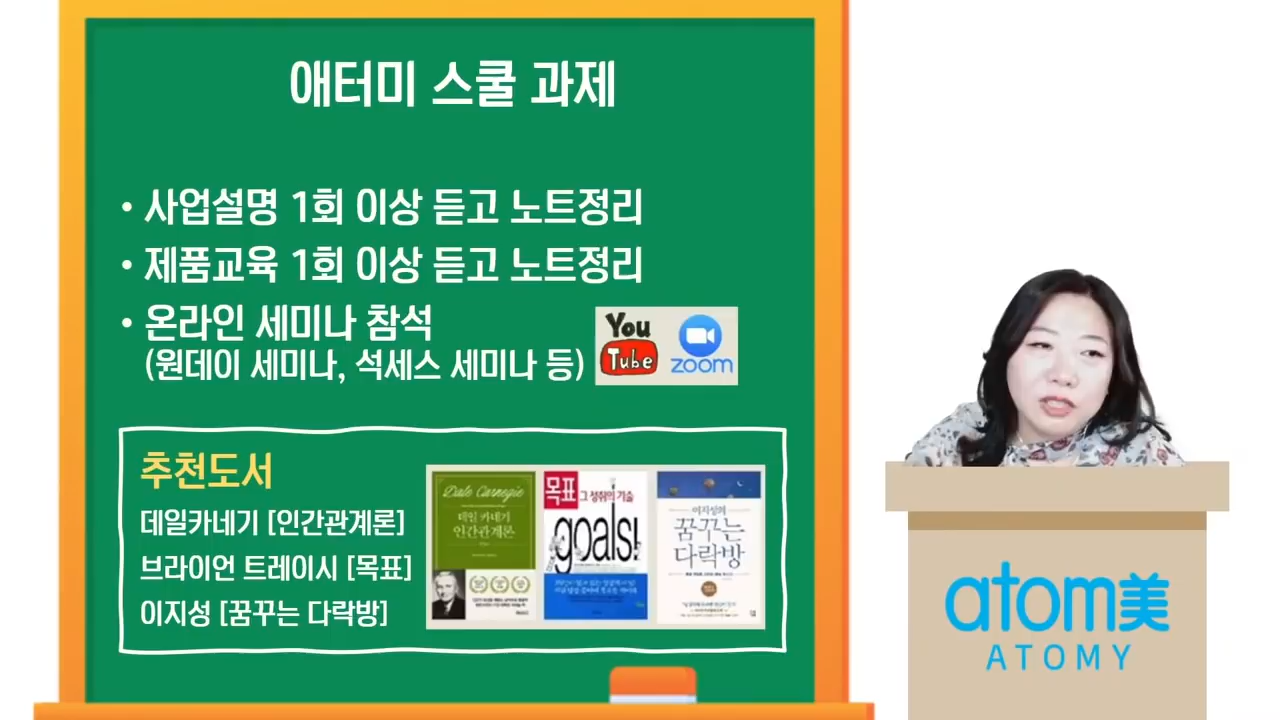 애터미 스쿨 과제
• 사업설명 1회 이상 듣고 노트정리
• 제품교육 1회 이상 듣고 노트정리
• 온라인 세미나 참석
(원데이 세미나, 석세스 세미나 등)
You
Tube
zoom
추천도서
데일카네기 [인간관계론]
브라이언 트레이시 [목표]
이지성 [꿈꾸는 다락방]
Dale Carnegie
데일 카네기
인간관계론
목표 그 성취의 기술
goals!
이지성의
꿈꾸는
다락방
atom美
ATOMY